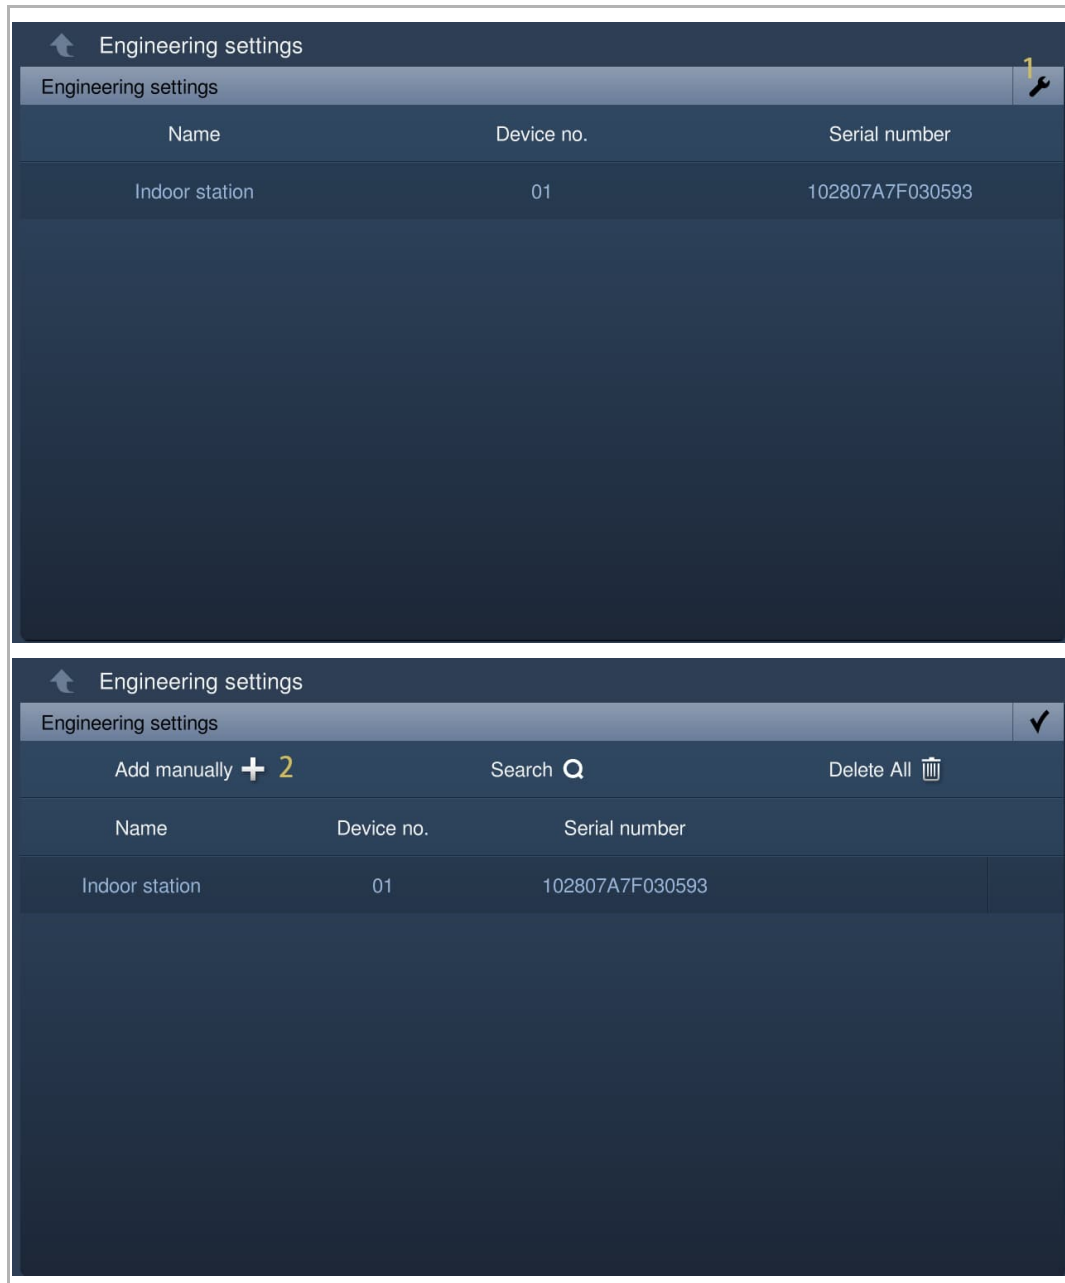 Engineering settings
1
Engineering settings
Name Device no. Serial number
Indoor station 01 102807A7F030593
Engineering settings
Engineering settings
Add manually 2 Search Delete All
Name Device no. Serial number
Indoor station 01 102807A7F030593